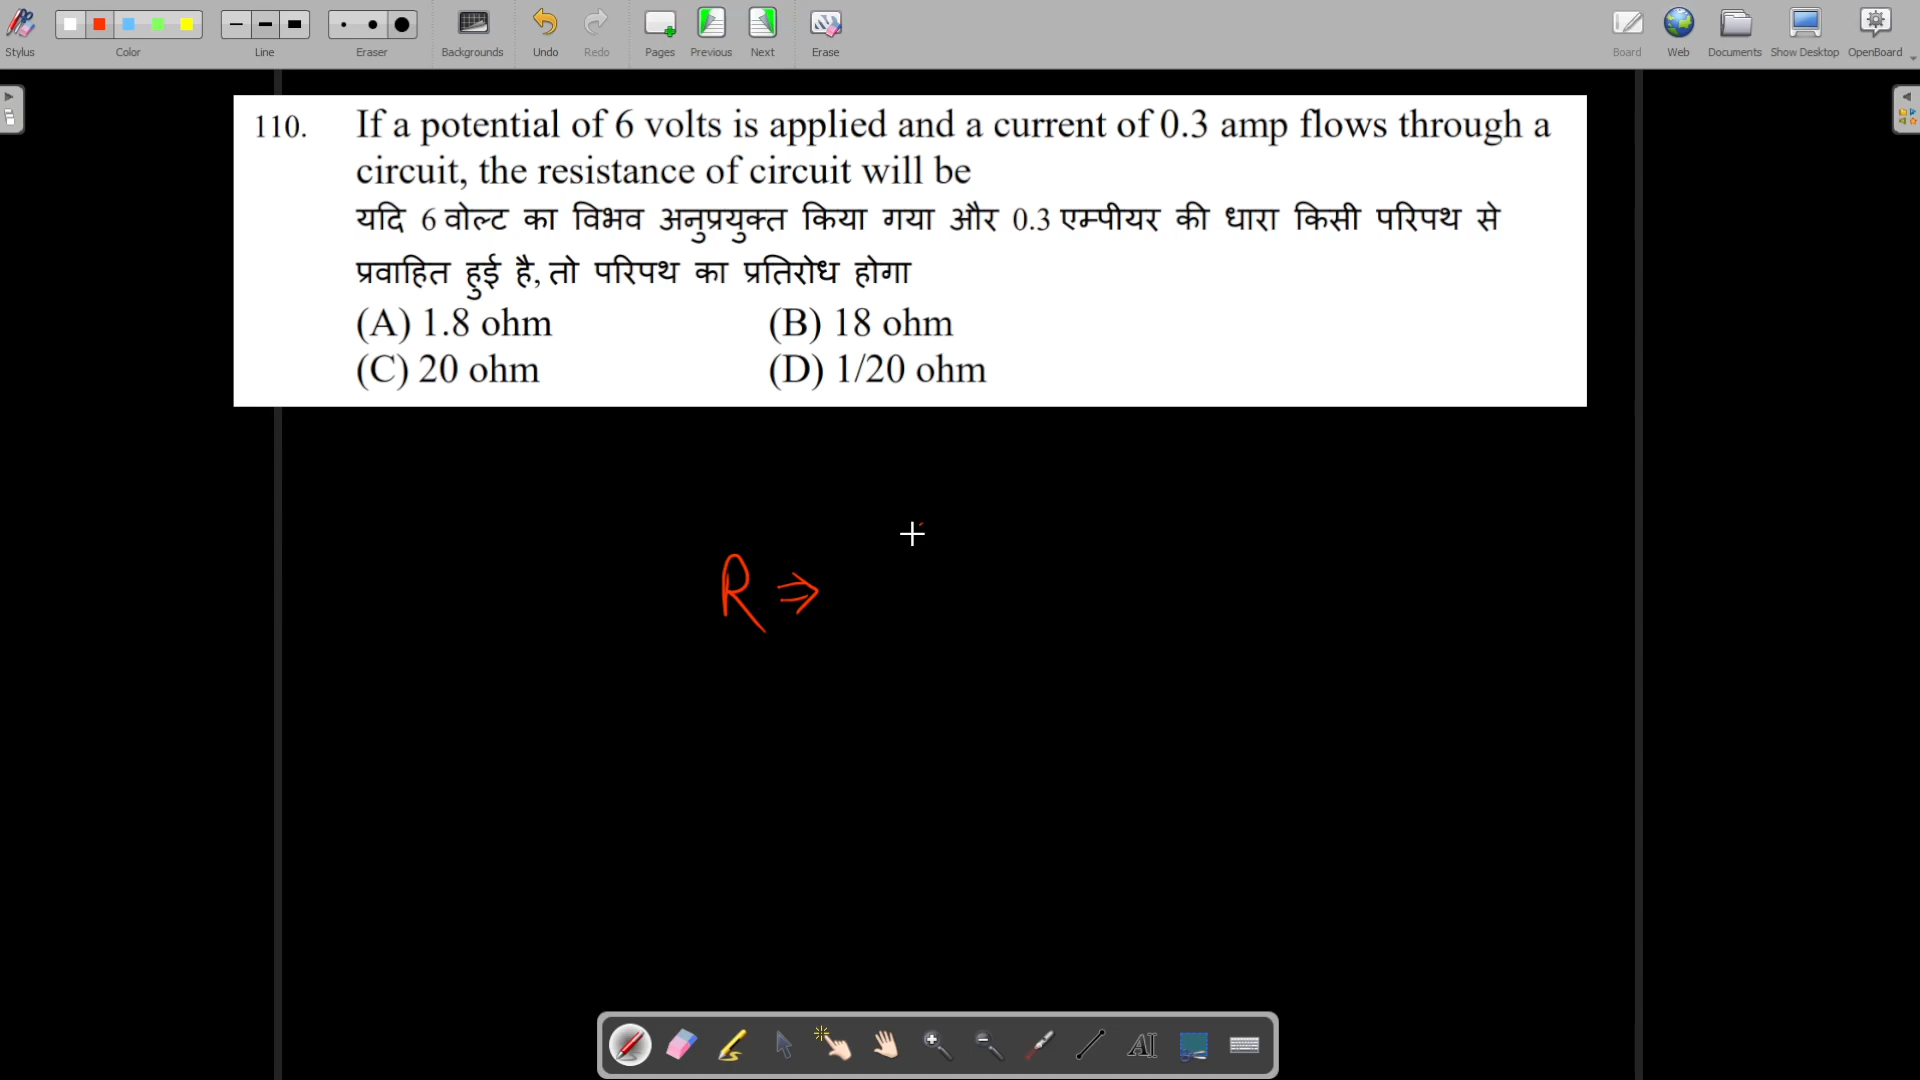 Stylus Color Line Eraser Backgrounds Undo Redo Pages Previous Next Erase Board Web Documents Show Desktop OpenBoard
110. If a potential of 6 volts is applied and a current of 0.3 amp flows through a
circuit, the resistance of circuit will be
यदि 6 वोल्ट का विभव अनुप्रयुक्त किया गया और 0.3 एम्पीयर की धारा किसी परिपथ से
प्रवाहित हुई है, तो परिपथ का प्रतिरोध होगा
(A) 1.8 ohm (B) 18 ohm
(C) 20 ohm (D) 1/20 ohm
R ⇒
AI